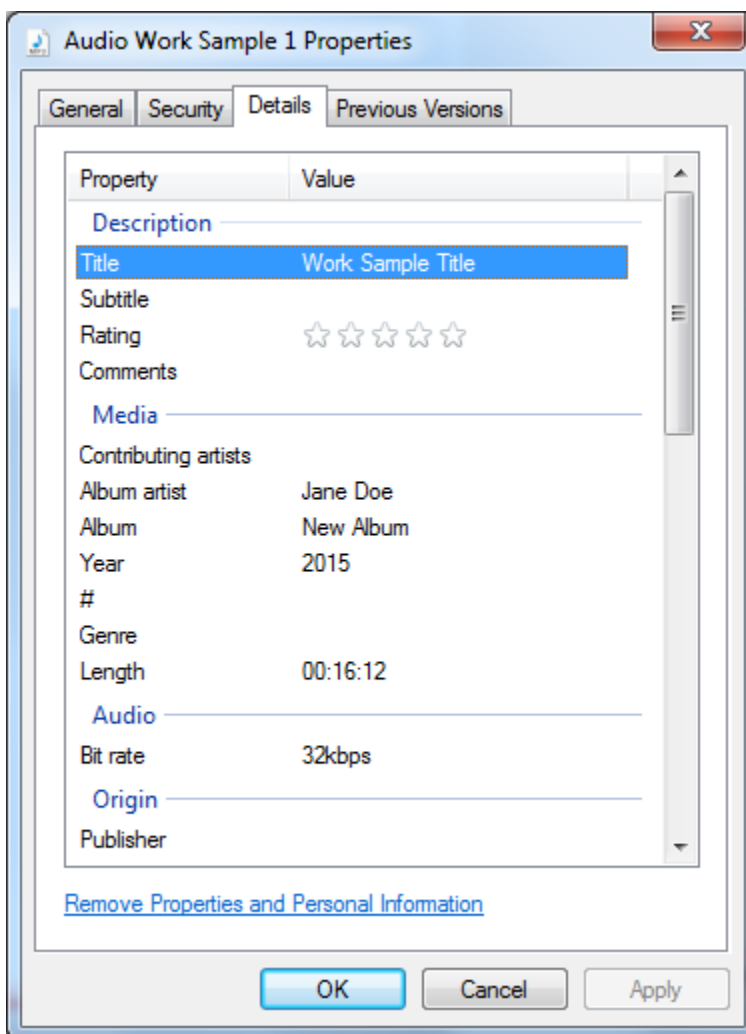 Audio Work Sample 1 Properties
General Security Details Previous Versions
Property Value
Description
Title Work Sample Title
Subtitle
Rating
Comments
Media
Contributing artists
Album artist Jane Doe
Album New Album
Year 2015
#
Genre
Length 00:16:12
Audio
Bit rate 32kbps
Origin
Publisher
Remove Properties and Personal Information
OK Cancel Apply